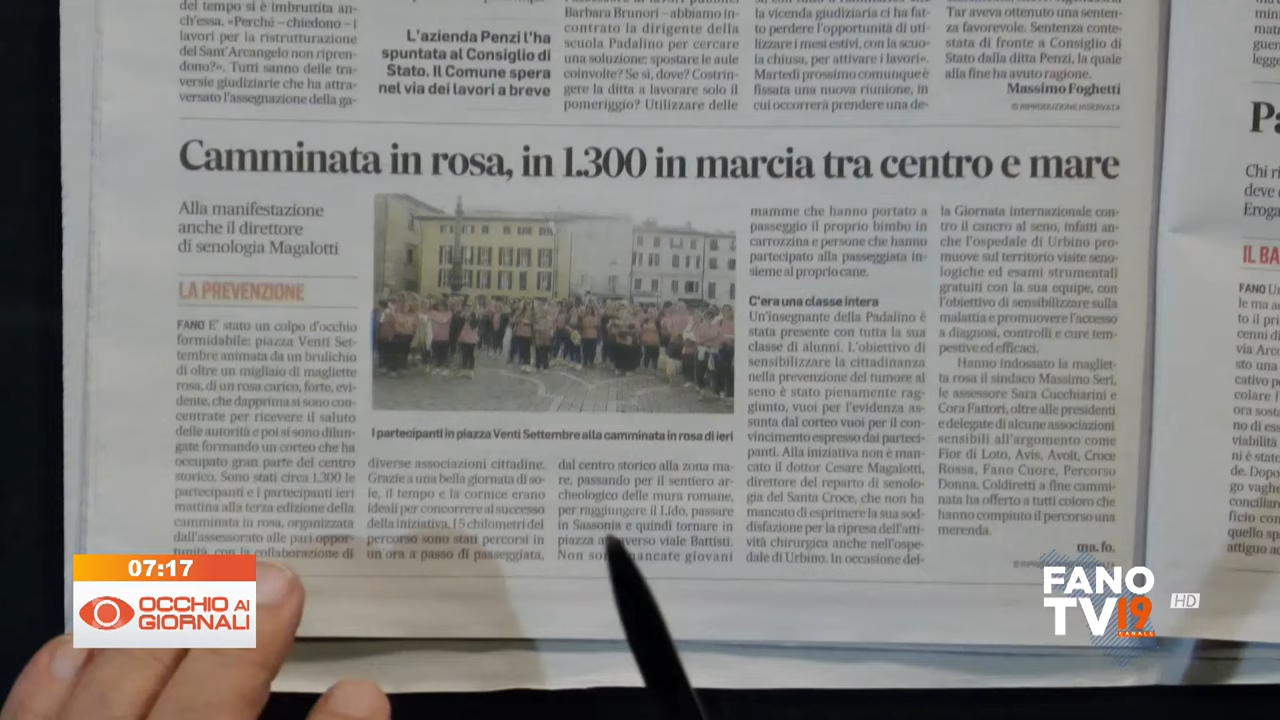 del tempo si è imbruttita an-
ch'essa. «Perché – chiedono – i
lavori per la ristrutturazione
del Sant'Arcangelo non ripren-
dono?». Tutti sanno delle tra-
versie giudiziarie che ha attra-
versato l'assegnazione della ga-
L'azienda Penzi l'ha
spuntata al Consiglio di
Stato. Il Comune spera
nel via dei lavori a breve
Barbara Brunori – abbiamo in-
contrato la dirigente della
scuola Padalino per cercare
una soluzione: spostare le aule
coinvolte? Se sì, dove? Costrin-
gere la ditta a lavorare solo il
pomeriggio? Utilizzare delle
la vicenda giudiziaria ci ha fat-
to perdere l'opportunità di uti-
lizzare i mesi estivi, con la scuo-
la chiusa, per attivare i lavori».
Martedì prossimo comunque è
fissata una nuova riunione, in
cui occorrerà prendere una de-
Tar aveva ottenuto una senten-
za favorevole. Sentenza conte-
stata di fronte a Consiglio di
Stato dalla ditta Penzi, la quale
alla fine ha avuto ragione.
Massimo Foghetti
© RIPRODUZIONE RISERVATA
Camminata in rosa, in 1.300 in marcia tra centro e mare
Alla manifestazione
anche il direttore
di senologia Magalotti
LA PREVENZIONE
FANO E' stato un colpo d'occhio
formidabile: piazza Venti Set-
tembre animata da un brulichio
di oltre un migliaio di magliette
rosa, di un rosa carico, forte, evi-
dente, che dapprima si sono con-
centrate per ricevere il saluto
delle autorità e poi si sono dilun-
gate formando un corteo che ha
occupato gran parte del centro
storico. Sono stati circa 1.300 le
partecipanti e i partecipanti ieri
mattina alla terza edizione della
camminata in rosa, organizzata
dall'assessorato alle pari oppor-
tunità con la collaborazione di
I partecipanti in piazza Venti Settembre alla camminata in rosa di ieri
diverse associazioni cittadine.
Grazie a una bella giornata di so-
le, il tempo e la cornice erano
ideali per concorrere al successo
della iniziativa. I 5 chilometri del
percorso sono stati percorsi in
un'ora a passo di passeggiata,
dal centro storico alla zona ma-
re, passando per il sentiero ar-
cheologico delle mura romane,
per raggiungere il Lido, passare
in Sassonia e quindi tornare in
piazza verso viale Battisti.
Non mancate giovani
mamme che hanno portato a
passeggio il proprio bimbo in
carrozzina e persone che hanno
partecipato alla passeggiata in-
sieme al proprio cane.
C'era una classe intera
Un'insegnante della Padalino è
stata presente con tutta la sua
classe di alunni. L'obiettivo di
sensibilizzare la cittadinanza
nella prevenzione del tumore al
seno è stato pienamente rag-
giunto, vuoi per l'evidenza as-
sunta dal corteo vuoi per il con-
vincimento espresso dai parteci-
panti. Alla iniziativa non è man-
cato il dottor Cesare Magalotti,
direttore del reparto di senolo-
gia del Santa Croce, che non ha
mancato di esprimere la sua sod-
disfazione per la ripresa dell'atti-
vità chirurgica anche nell'ospe-
dale di Urbino. In occasione del-
la Giornata internazionale con-
tro il cancro al seno, infatti an-
che l'ospedale di Urbino pro-
muove sul territorio visite seno-
logiche ed esami strumentali
gratuiti con la sua equipe, con
l'obiettivo di sensibilizzare sulla
malattia e promuovere l'accesso
a diagnosi, controlli e cure tem-
pestive ed efficaci.
Hanno indossato la magliet-
ta rosa il sindaco Massimo Seri,
le assessore Sara Cucchiarini e
Cora Fattori, oltre alle presidenti
e delegate di alcune associazioni
sensibili all'argomento come
Fior di Loto, Avis, Avolt, Croce
Rossa, Fano Cuore, Percorso
Donna. Coldiretti a fine cammi-
nata ha offerto a tutti coloro che
hanno compiuto il percorso una
merenda.
ma. fo.
Chi ri
deve
Eroga
IL BA
07:17
OCCHIO AI
GIORNALI
FANO
TV19
CANALE
HD